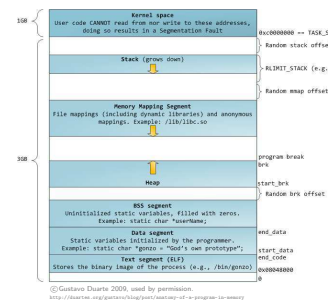 1GB
Kernel space
User code CANNOT read from nor write to these addresses,
doing so results in a Segmentation Fault
0xc0000000 == TASK_S
Random stack offse
Stack (grows down)
RLIMIT_STACK (e.g.
Random mmap offset
Memory Mapping Segment
File mappings (including dynamic libraries) and anonymous
mappings. Example: /lib/libc.so
3GB
program break
brk
Heap
start_brk
Random brk offset
BSS segment
Uninitialized static variables, filled with zeros.
Example: static char *userName;
end_data
Data segment
Static variables initialized by the programmer.
Example: static char *gonzo = "God's own prototype";
start_data
end_code
Text segment (ELF)
Stores the binary image of the process (e.g., /bin/gonzo)
0x08048000
0
©Gustavo Duarte 2009, used by permission.
http://duartes.org/gustavo/blog/post/anatomy-of-a-program-in-memory